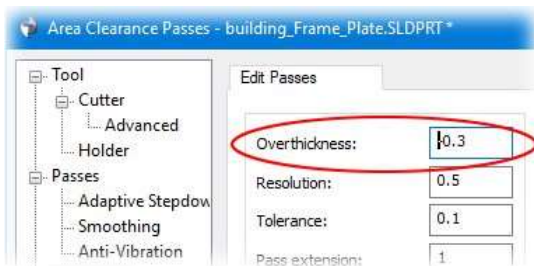 Area Clearance Passes - building_Frame_Plate.SLDPRT *
Tool
Cutter
Advanced
Holder
Passes
Adaptive Stepdow
Smoothing
Anti-Vibration
Edit Passes
Overthickness: -0.3
Resolution: 0.5
Tolerance: 0.1
Pass extension: 1